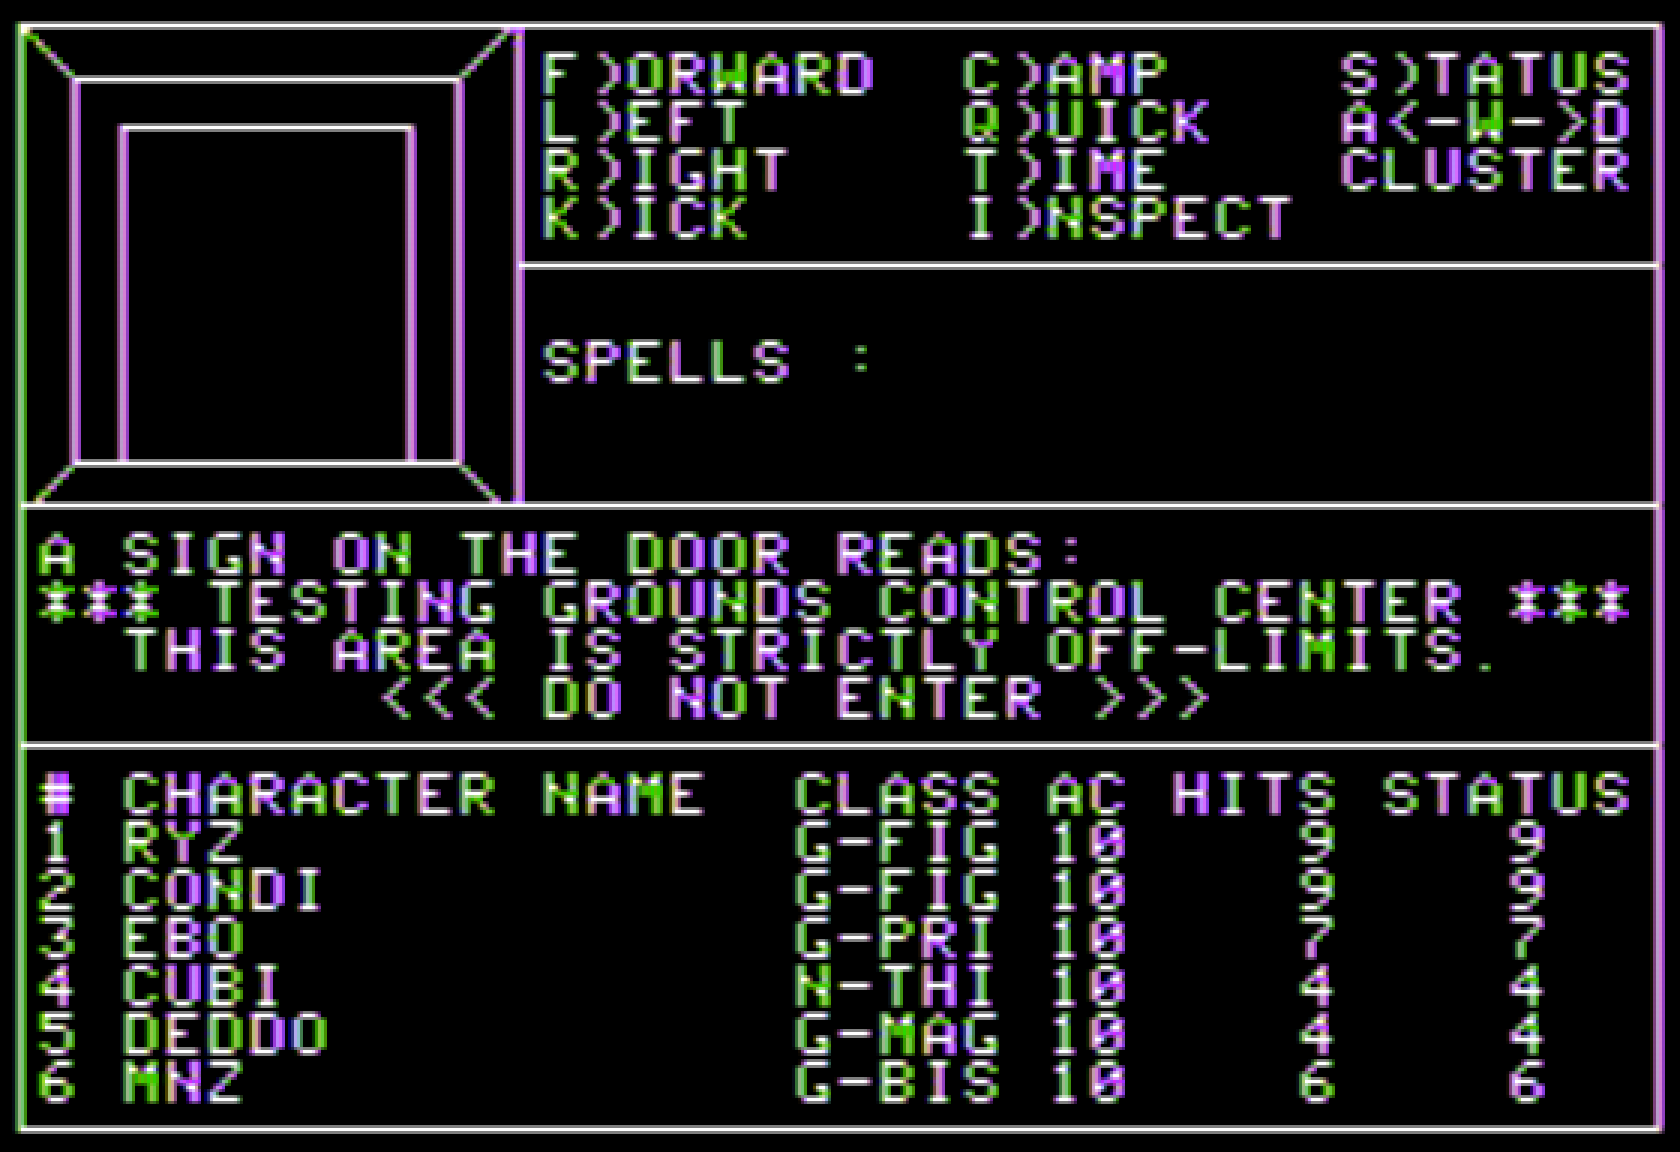 F)ORWARD C)AMP S)TATUS
L)EFT Q)UICK A<-W->D
R)IGHT T)IME CLUSTER
K)ICK I)NSPECT
SPELLS :
A SIGN ON THE DOOR READS:
*** TESTING GROUNDS CONTROL CENTER ***
THIS AREA IS STRICTLY OFF-LIMITS.
<<< DO NOT ENTER >>>
# CHARACTER NAME CLASS AC HITS STATUS
1 RYZ G-FIG 10 9 9
2 CONDI G-FIG 10 9 9
3 EBO G-PRI 10 7 7
4 CUBI N-THI 10 4 4
5 DEDDO G-MAG 10 4 4
6 MNZ G-BIS 10 6 6